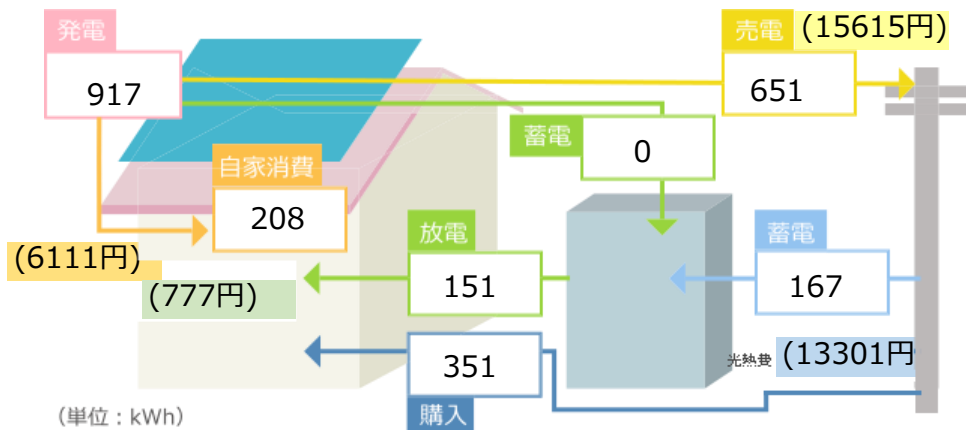 発電
917
売電 (15615円)
651
蓄電
0
自家消費
208
(6111円)
(777円)
放電
151
蓄電
167
351
購入
光熱費 (13301円
(単位：kWh)